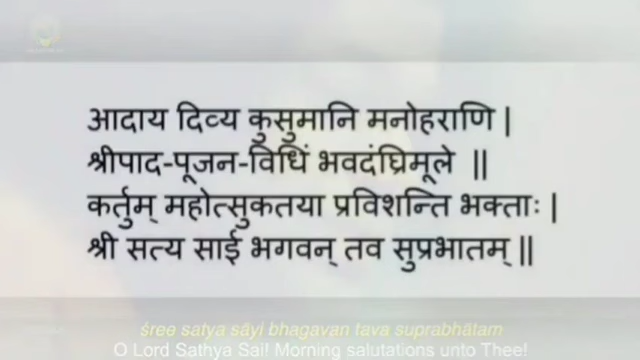 आदाय दिव्य कुसुमानि मनोहराणि |
श्रीपाद-पूजन-विधिं भवदंघ्रिमूले ||
कर्तुम् महोत्सुकतया प्रविशन्ति भक्ताः |
श्री सत्य साई भगवन् तव सुप्रभातम् ||
śree satya sāyi bhagavan tava suprabhātam
O Lord Sathya Sai! Morning salutations unto Thee!